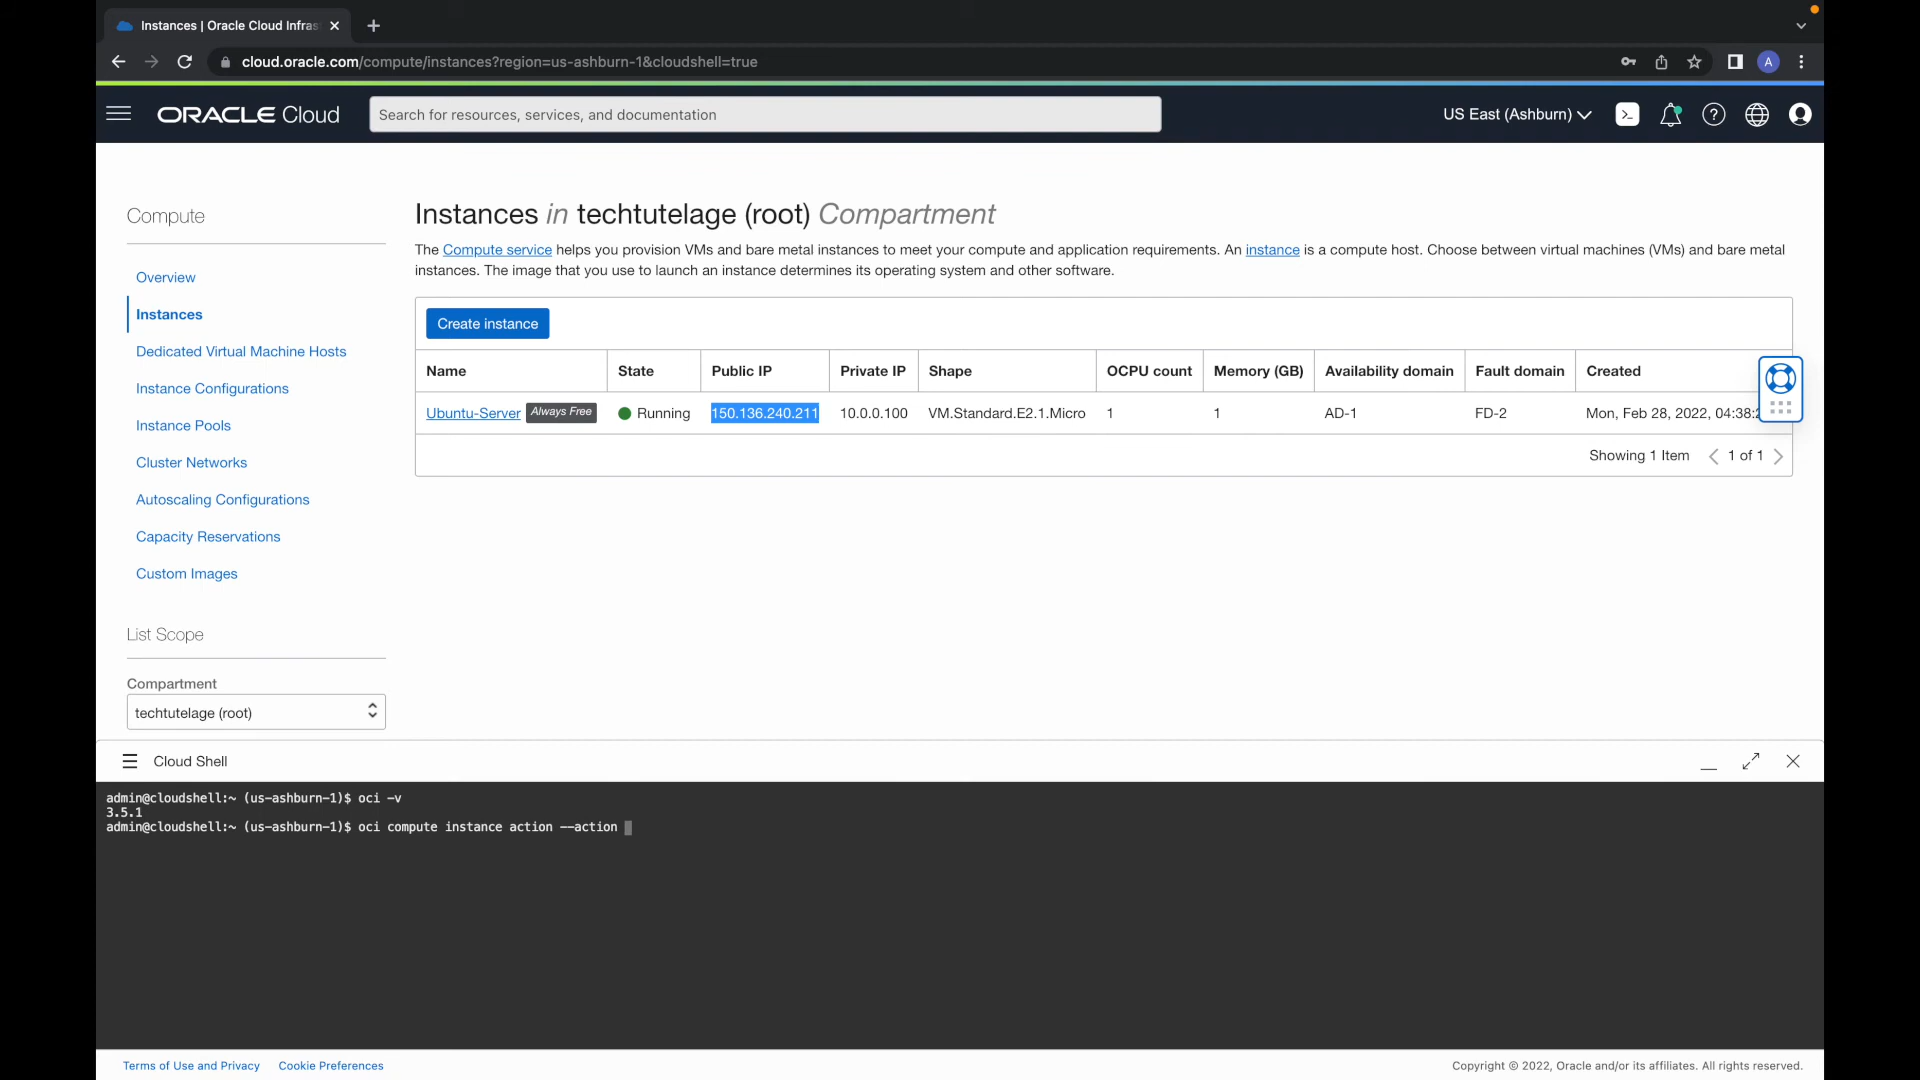 Instances | Oracle Cloud Infras
cloud.oracle.com/compute/instances?region=us-ashburn-1&cloudshell=true
A
ORACLE Cloud
Search for resources, services, and documentation
US East (Ashburn)
Compute
Overview
Instances
Dedicated Virtual Machine Hosts
Instance Configurations
Instance Pools
Cluster Networks
Autoscaling Configurations
Capacity Reservations
Custom Images
List Scope
Compartment
techtutelage (root)
Instances in techtutelage (root) Compartment
The Compute service helps you provision VMs and bare metal instances to meet your compute and application requirements. An instance is a compute host. Choose between virtual machines (VMs) and bare metal
instances. The image that you use to launch an instance determines its operating system and other software.
Create instance
Name State Public IP Private IP Shape OCPU count Memory (GB) Availability domain Fault domain Created
Ubuntu-Server Always Free Running 150.136.240.211 10.0.0.100 VM.Standard.E2.1.Micro 1 1 AD-1 FD-2 Mon, Feb 28, 2022, 04:38:
Showing 1 Item < 1 of 1 >
Cloud Shell
admin@cloudshell:~ (us-ashburn-1)$ oci -v
3.5.1
admin@cloudshell:~ (us-ashburn-1)$ oci compute instance action --action
Terms of Use and Privacy Cookie Preferences
Copyright © 2022, Oracle and/or its affiliates. All rights reserved.